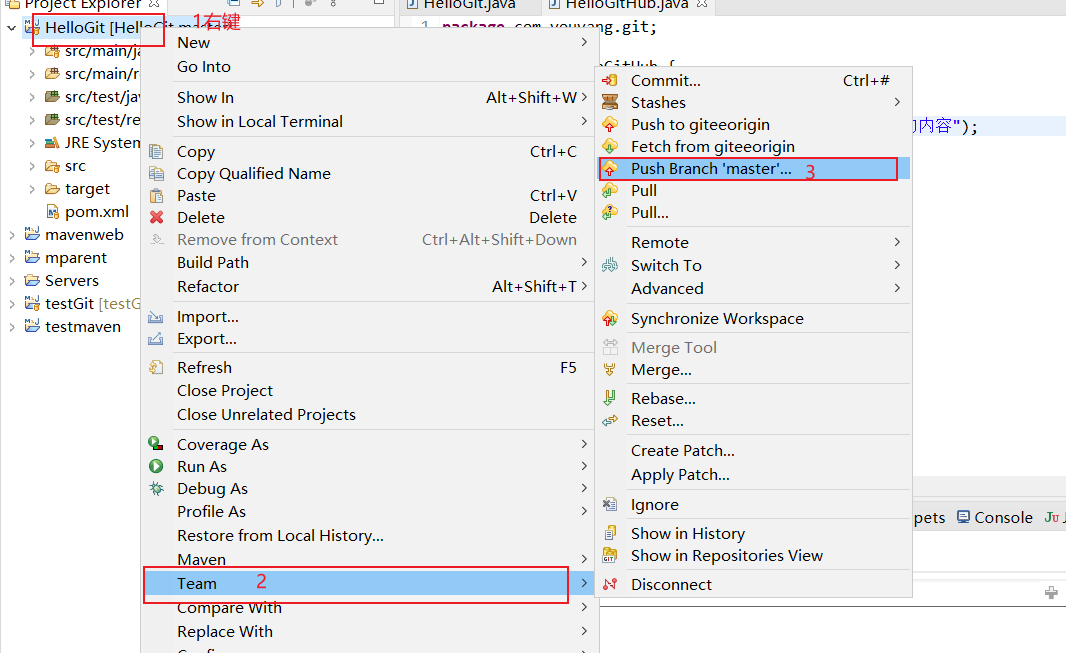 Project Explorer
HelloGit.java
HelloGitHub.java
1右键
HelloGit [HelloGit master]
1 package com.youyang.git;
src/main/ja
src/main/r
src/test/jav
src/test/re
JRE System
src
target
pom.xml
mavenweb
mparent
Servers
testGit [testG
testmaven
New
Go Into
Show In Alt+Shift+W
Show in Local Terminal
Copy Ctrl+C
Copy Qualified Name
Paste Ctrl+V
Delete Delete
Remove from Context Ctrl+Alt+Shift+Down
Build Path
Refactor Alt+Shift+T
Import...
Export...
Refresh F5
Close Project
Close Unrelated Projects
Coverage As
Run As
Debug As
Profile As
Restore from Local History...
Maven
Team 2
Compare With
Replace With
Commit... Ctrl+#
Stashes
Push to giteeorigin
Fetch from giteeorigin
Push Branch 'master'... 3
Pull
Pull...
Remote
Switch To
Advanced
Synchronize Workspace
Merge Tool
Merge...
Rebase...
Reset...
Create Patch...
Apply Patch...
Ignore
Show in History
Show in Repositories View
Disconnect
内容");
pets
Console
Ju